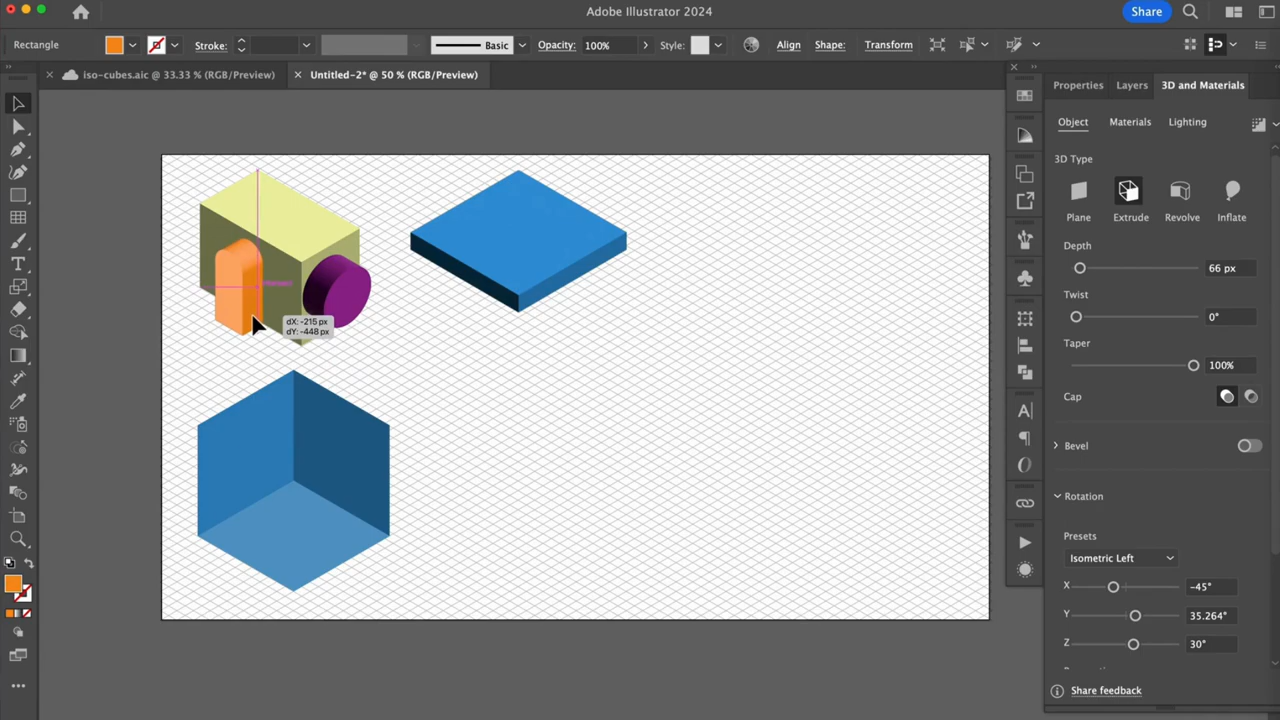 Adobe Illustrator 2024
Share
Rectangle
Stroke:
Basic
Opacity:
100%
Style:
Align
Shape:
Transform
iso-cubes.aic @ 33.33 % (RGB/Preview)
Untitled-2* @ 50 % (RGB/Preview)
Properties
Layers
3D and Materials
Object
Materials
Lighting
3D Type
Plane
Extrude
Revolve
Inflate
Depth
66 px
Twist
0°
Taper
100%
Cap
Bevel
Rotation
Presets
Isometric Left
X
-45°
Y
35.264°
Z
30°
Share feedback
dX: -215 px
dY: -448 px